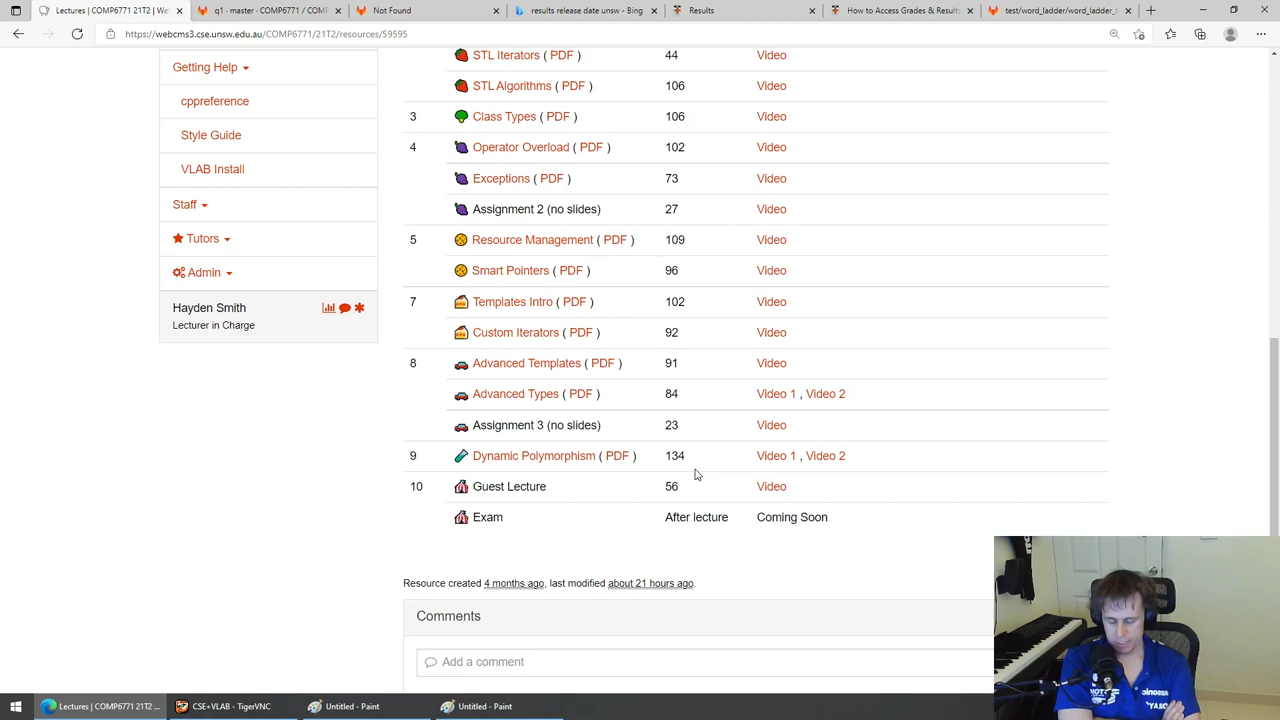 Lectures | COMP6771 21T2 | We
q1 · master · COMP6771 / COMP
Not Found
results release date unsw - Bing
Results
How to Access Grades & Results
test/word_ladder/word_ladder_t
https://webcms3.cse.unsw.edu.au/COMP6771/21T2/resources/59595
STL Iterators ( PDF ) 44 Video
Getting Help
STL Algorithms ( PDF ) 106 Video
cppreference
3 Class Types ( PDF ) 106 Video
Style Guide
4 Operator Overload ( PDF ) 102 Video
VLAB Install
Exceptions ( PDF ) 73 Video
Staff
Assignment 2 (no slides) 27 Video
Tutors
5 Resource Management ( PDF ) 109 Video
Admin
Smart Pointers ( PDF ) 96 Video
Hayden Smith
7 Templates Intro ( PDF ) 102 Video
Lecturer in Charge
Custom Iterators ( PDF ) 92 Video
8 Advanced Templates ( PDF ) 91 Video
Advanced Types ( PDF ) 84 Video 1 , Video 2
Assignment 3 (no slides) 23 Video
9 Dynamic Polymorphism ( PDF ) 134 Video 1 , Video 2
10 Guest Lecture 56 Video
Exam After lecture Coming Soon
Resource created 4 months ago, last modified about 21 hours ago.
Comments
Add a comment
Lectures | COMP6771 21T2 ...
CSE+VLAB - TigerVNC
Untitled - Paint
Untitled - Paint